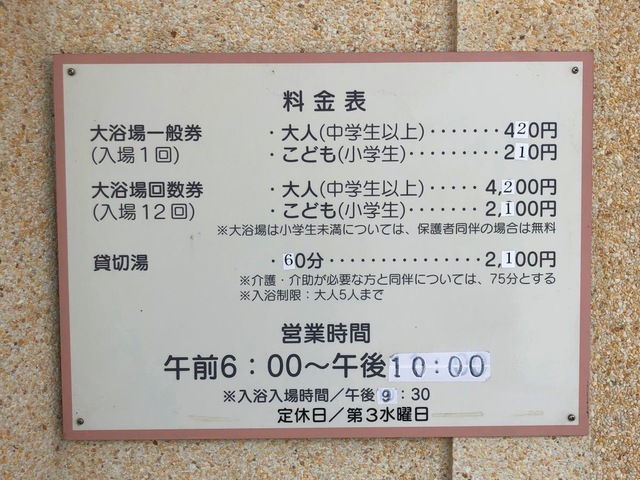 料金表
大浴場一般券 ・大人(中学生以上)・・・・・・・420円
(入場1回) ・こども(小学生)・・・・・・・・・210円
大浴場回数券 ・大人(中学生以上)・・・・・4,200円
(入場12回) ・こども(小学生)・・・・・・・2,100円
※大浴場は小学生未満については、保護者同伴の場合は無料
貸切湯 ・60分・・・・・・・・・・・・・・・2,100円
※介護・介助が必要な方と同伴については、75分とする
※入浴制限：大人5人まで
営業時間
午前6：00～午後10:00
※入浴入場時間／午後9：30
定休日／第3水曜日